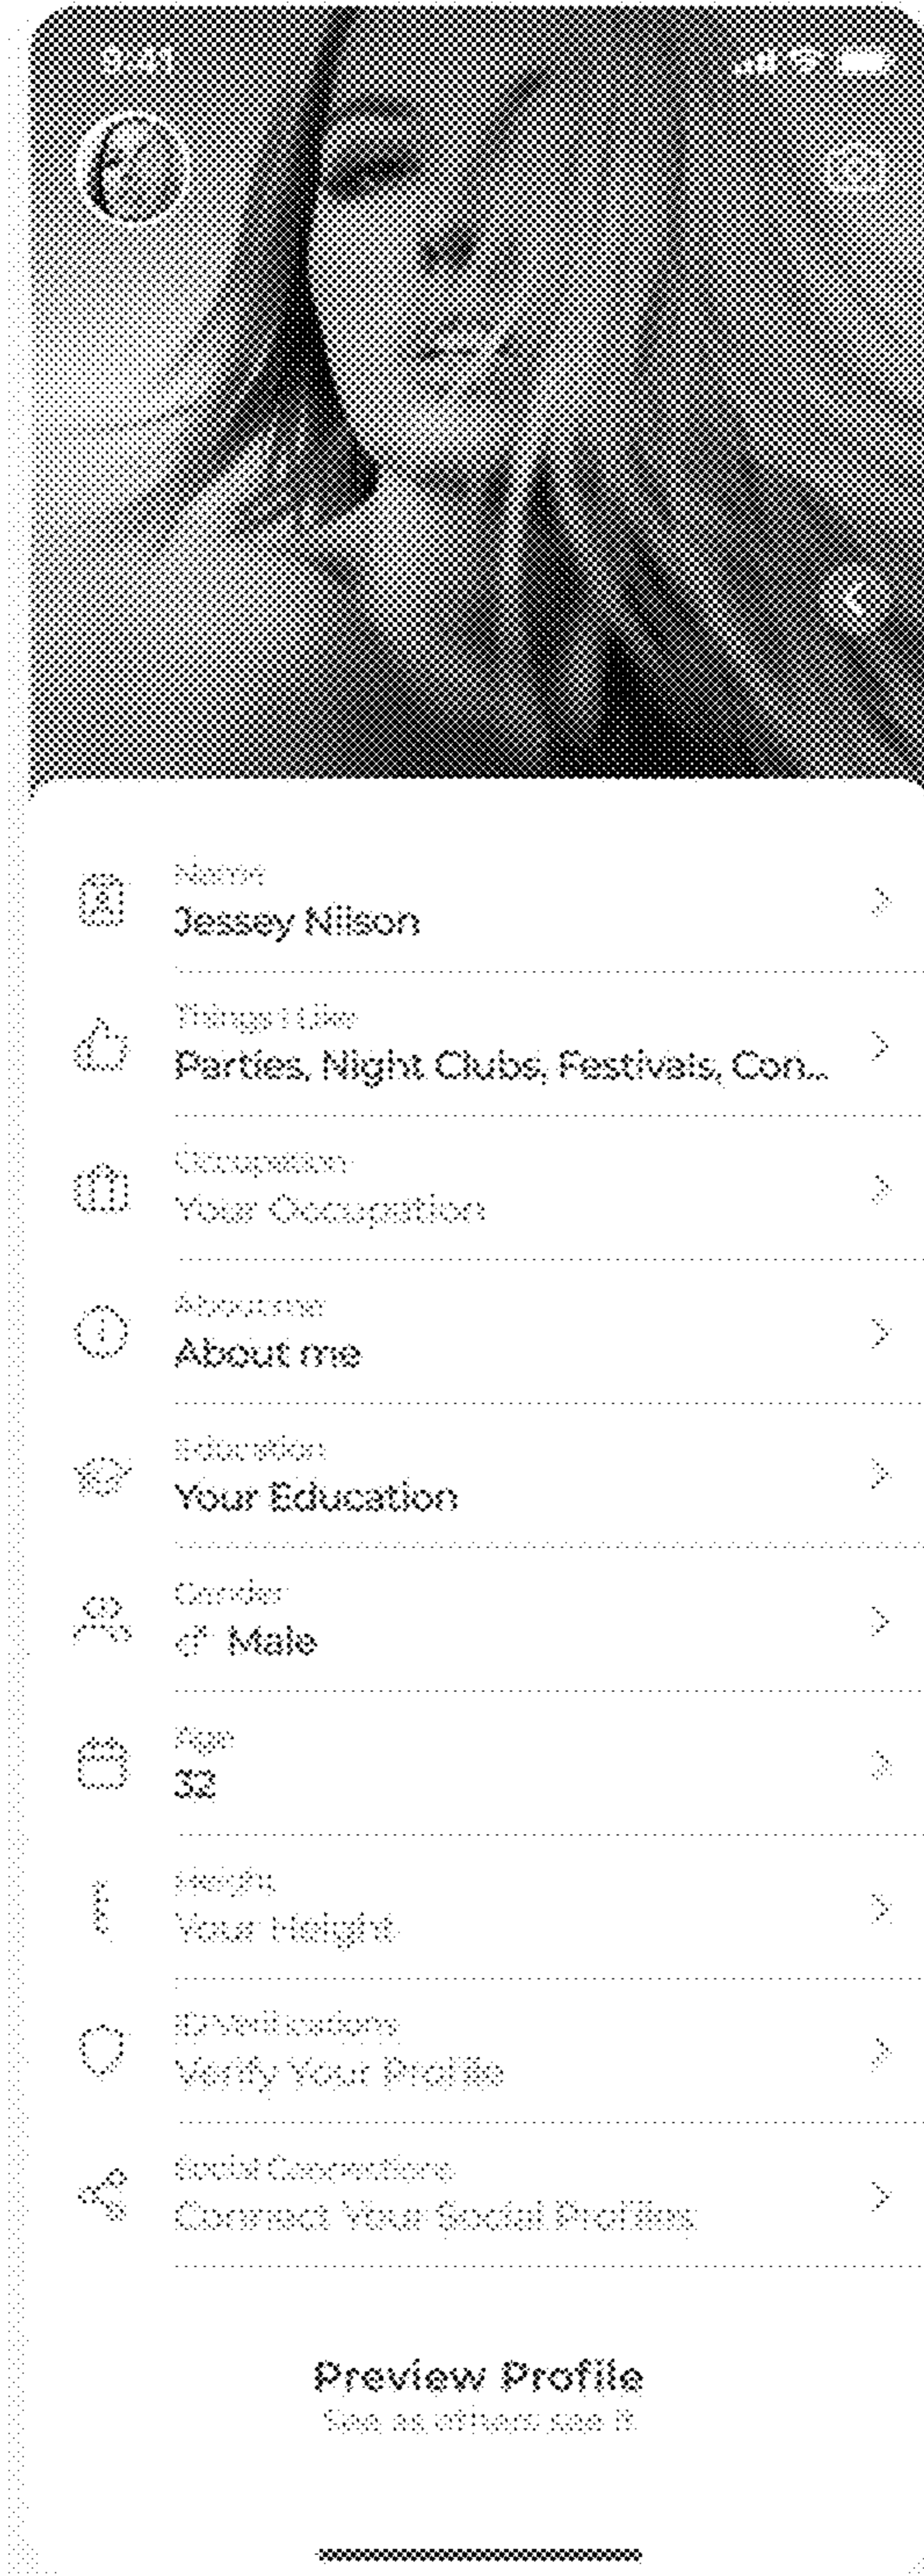 9:41
Name
Jessey Nilson
Things I Like
Parties, Night Clubs, Festivals, Con...
Occupation
Your Occupation
About me
About me
Education
Your Education
Gender
Male
Age
32
Height
Your Height
ID Verifications
Verify Your Profile
Social Connections
Connect Your Social Profiles
Preview Profile
See as others see it